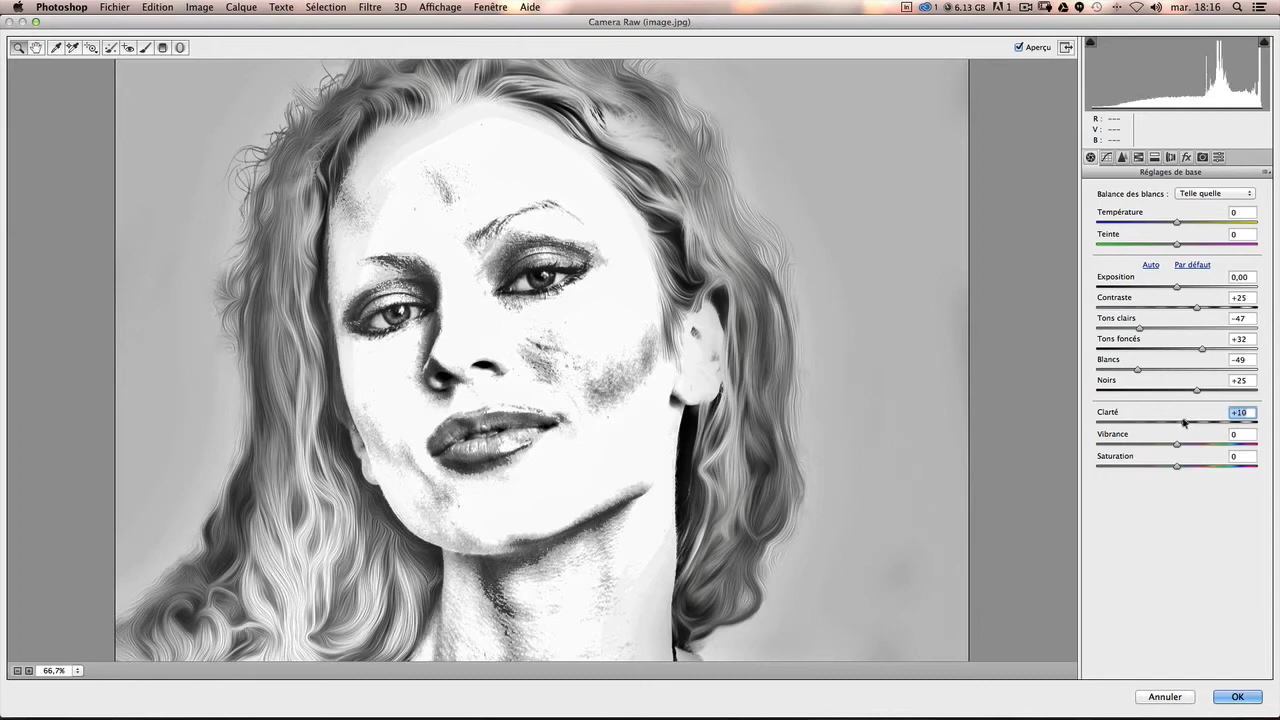 Photoshop Fichier Edition Image Calque Texte Sélection Filtre 3D Affichage Fenêtre Aide 1 6.13 GB 1 mar. 18:16
Camera Raw (image.jpg)
Aperçu
R : ---
V : ---
B : ---
Réglages de base
Balance des blancs : Telle quelle
Température 0
Teinte 0
Auto Par défaut
Exposition 0,00
Contraste +25
Tons clairs -47
Tons foncés +32
Blancs -49
Noirs +25
Clarté +10
Vibrance 0
Saturation 0
66,7%
Annuler OK